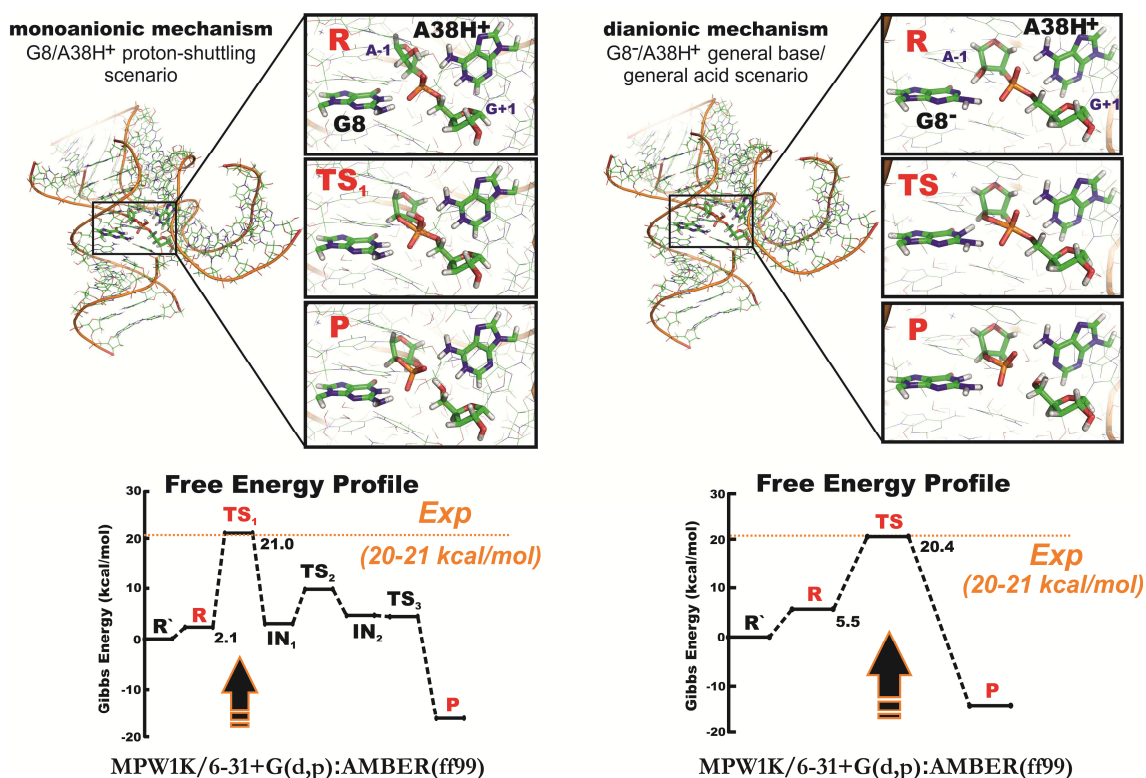 monoanionic mechanism
G8/A38H⁺ proton-shuttling
scenario
R
A38H⁺
A-1
G+1
G8
TS₁
P
Free Energy Profile
30
20
10
0
-10
-20
Gibbs Energy (kcal/mol)
TS₁
Exp
(20-21 kcal/mol)
21.0
R`
R
2.1
IN₁
TS₂
IN₂
TS₃
P
MPW1K/6-31+G(d,p):AMBER(ff99)
dianionic mechanism
G8⁻/A38H⁺ general base/
general acid scenario
R
A38H⁺
A-1
G+1
G8⁻
TS
P
Free Energy Profile
30
20
10
0
-10
-20
Gibbs Energy (kcal/mol)
TS
Exp
(20-21 kcal/mol)
20.4
R`
R
5.5
P
MPW1K/6-31+G(d,p):AMBER(ff99)